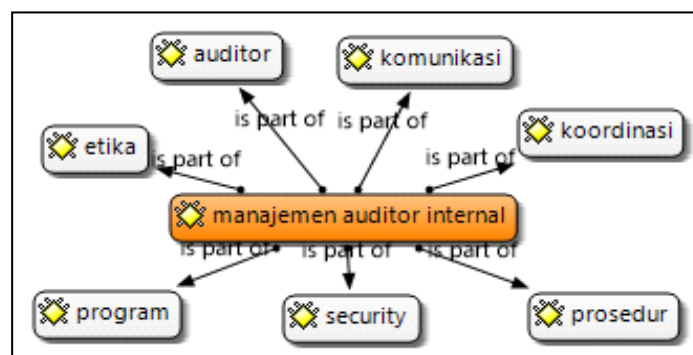 auditor
komunikasi
is part of
is part of
koordinasi
etika
is part of
is part of
manajemen auditor internal
is part of
is part of
is part of
program
security
prosedur